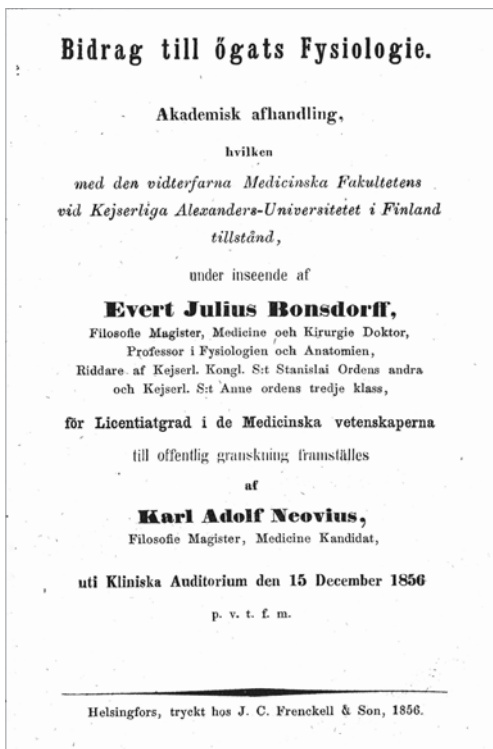 Bidrag till őgats Fysiologie.
Akademisk afhandling,
hvilken
med den vidterfarna Medicinska Fakultetens
vid Kejserliga Alexanders-Universitetet i Finland
tillstånd,
under inseende af
Evert Julius Bonsdorff,
Filosofie Magister, Medicine och Kirurgie Doktor,
Professor i Fysiologien och Anatomien,
Riddare af Kejserl. Kongl. S:t Stanislai Ordens andra
och Kejserl. S:t Anne ordens tredje klass,
för Licentiatgrad i de Medicinska vetenskaperna
till offentlig granskning framställes
af
Karl Adolf Neovius,
Filosofie Magister, Medicine Kandidat,
uti Kliniska Auditorium den 15 December 1856
p. v. t. f. m.
Helsingfors, tryckt hos J. C. Frenckell & Son, 1856.